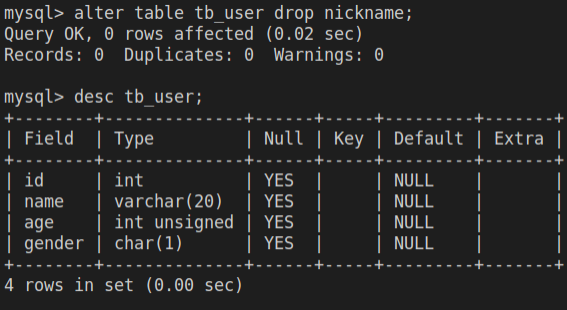 mysql> alter table tb_user drop nickname;
Query OK, 0 rows affected (0.02 sec)
Records: 0  Duplicates: 0  Warnings: 0

mysql> desc tb_user;
+--------+--------------+------+-----+---------+-------+
| Field  | Type         | Null | Key | Default | Extra |
+--------+--------------+------+-----+---------+-------+
| id     | int          | YES  |     | NULL    |       |
| name   | varchar(20)  | YES  |     | NULL    |       |
| age    | int unsigned | YES  |     | NULL    |       |
| gender | char(1)      | YES  |     | NULL    |       |
+--------+--------------+------+-----+---------+-------+
4 rows in set (0.00 sec)